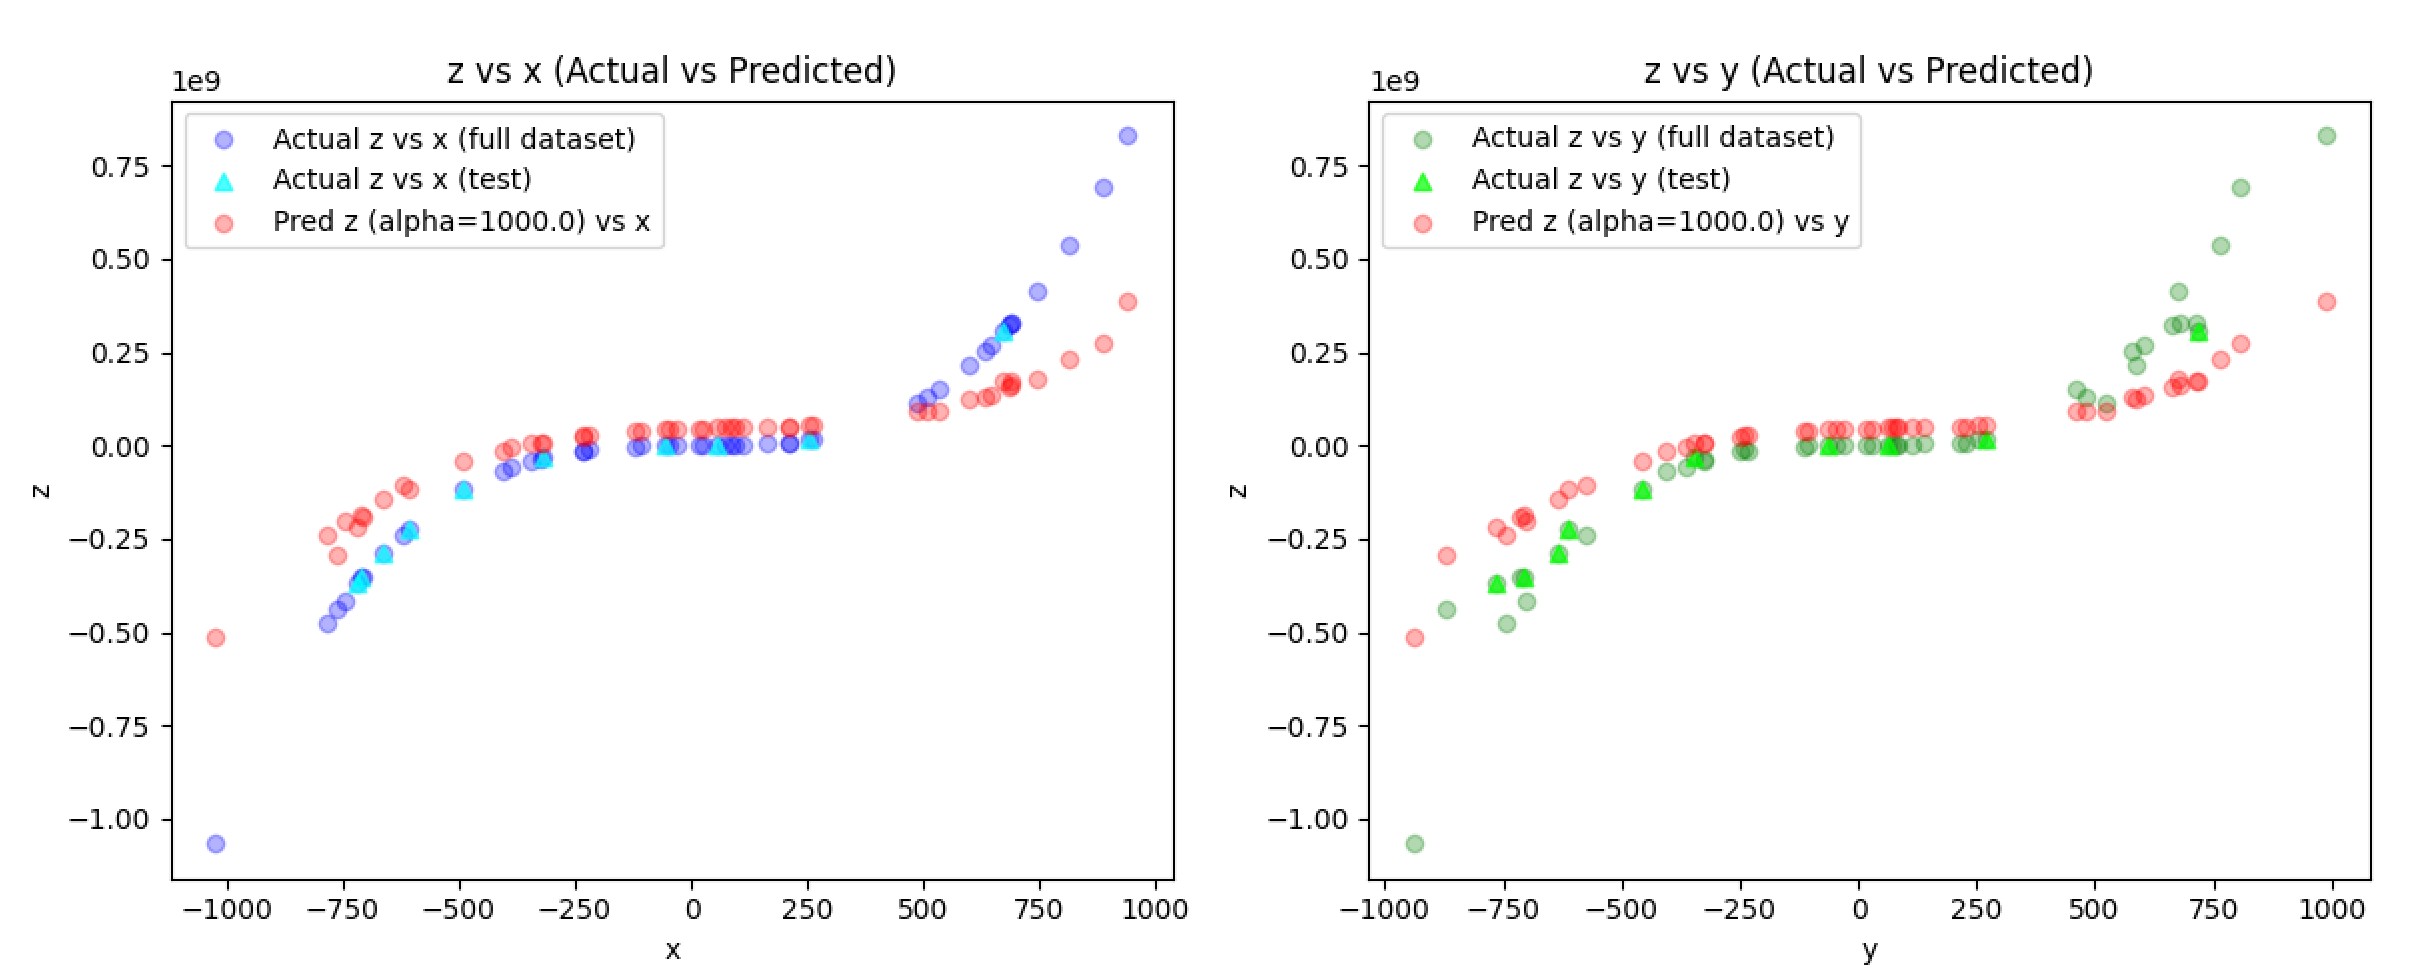 z vs x (Actual vs Predicted)
1e9
Actual z vs x (full dataset)
Actual z vs x (test)
Pred z (alpha=1000.0) vs x
0.75
0.50
0.25
0.00
−0.25
−0.50
−0.75
−1.00
z
−1000 −750 −500 −250 0 250 500 750 1000
x
z vs y (Actual vs Predicted)
1e9
Actual z vs y (full dataset)
Actual z vs y (test)
Pred z (alpha=1000.0) vs y
0.75
0.50
0.25
0.00
−0.25
−0.50
−0.75
−1.00
z
−1000 −750 −500 −250 0 250 500 750 1000
y